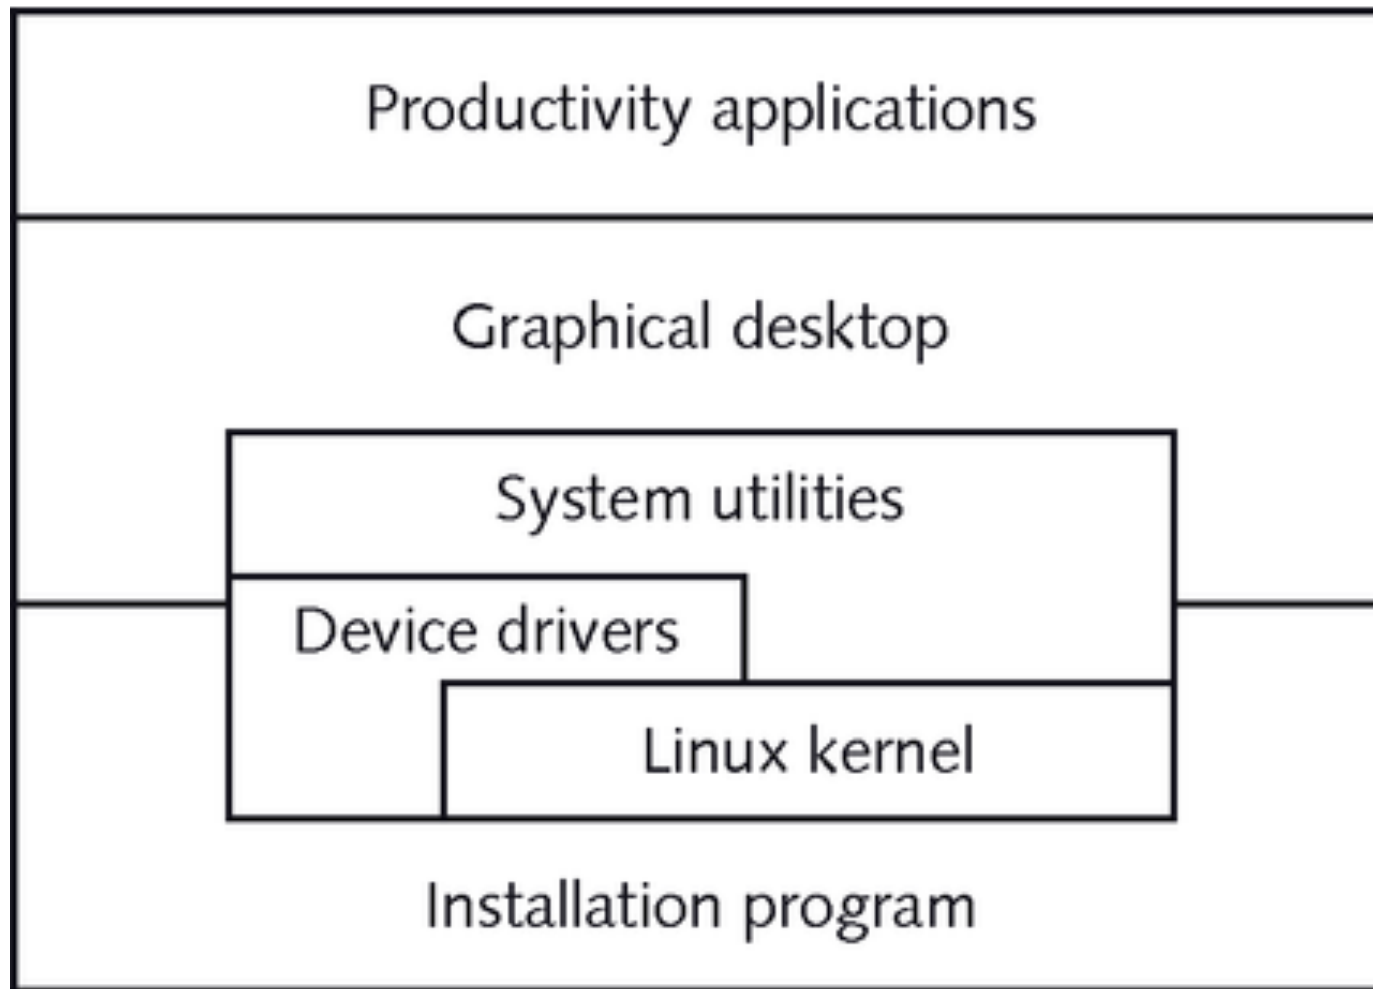 Productivity applications
Graphical desktop
System utilities
Device drivers
Linux kernel
Installation program